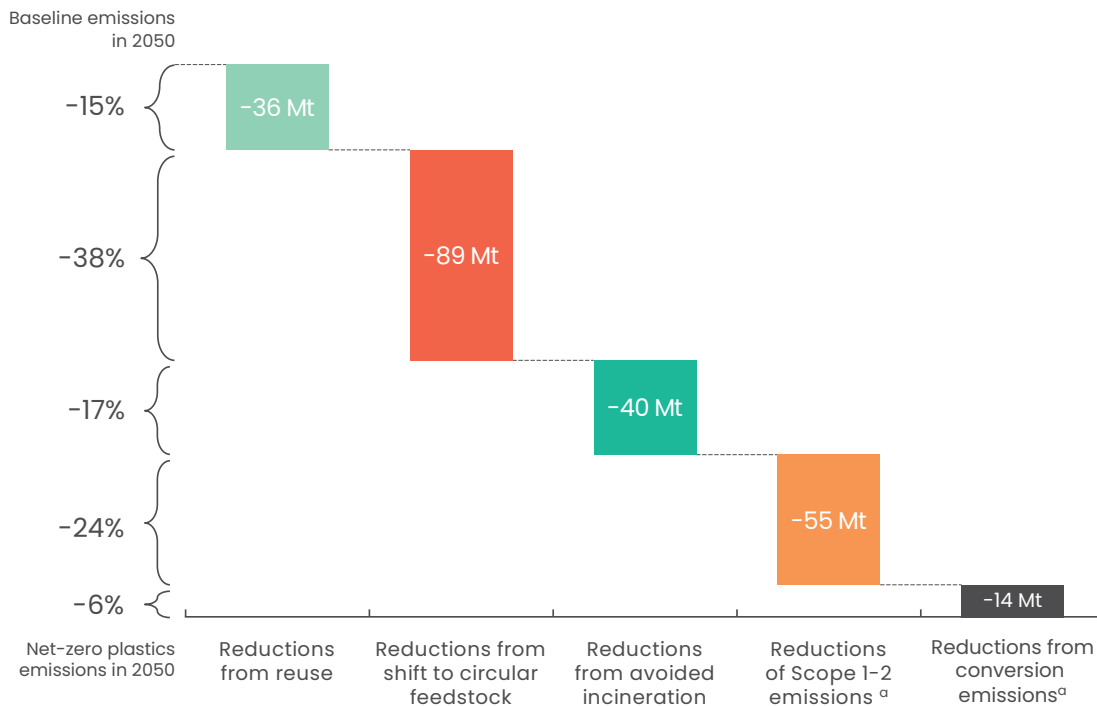 Baseline emissions
in 2050
-15%
-36 Mt
-38%
-89 Mt
-17%
-40 Mt
-24%
-55 Mt
-6%
-14 Mt
Net-zero plastics
emissions in 2050
Reductions
from reuse
Reductions from
shift to circular
feedstock
Reductions
from avoided
incineration
Reductions
of Scope 1-2
emissions ᵃ
Reductions from
conversion
emissionsᵃ